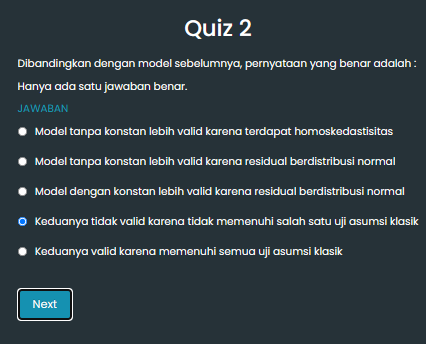 Quiz 2
Dibandingkan dengan model sebelumnya, pernyataan yang benar adalah :
Hanya ada satu jawaban benar.
JAWABAN
Model tanpa konstan lebih valid karena terdapat homoskedastisitas
Model tanpa konstan lebih valid karena residual berdistribusi normal
Model dengan konstan lebih valid karena residual berdistribusi normal
Keduanya tidak valid karena tidak memenuhi salah satu uji asumsi klasik
Keduanya valid karena memenuhi semua uji asumsi klasik
Next